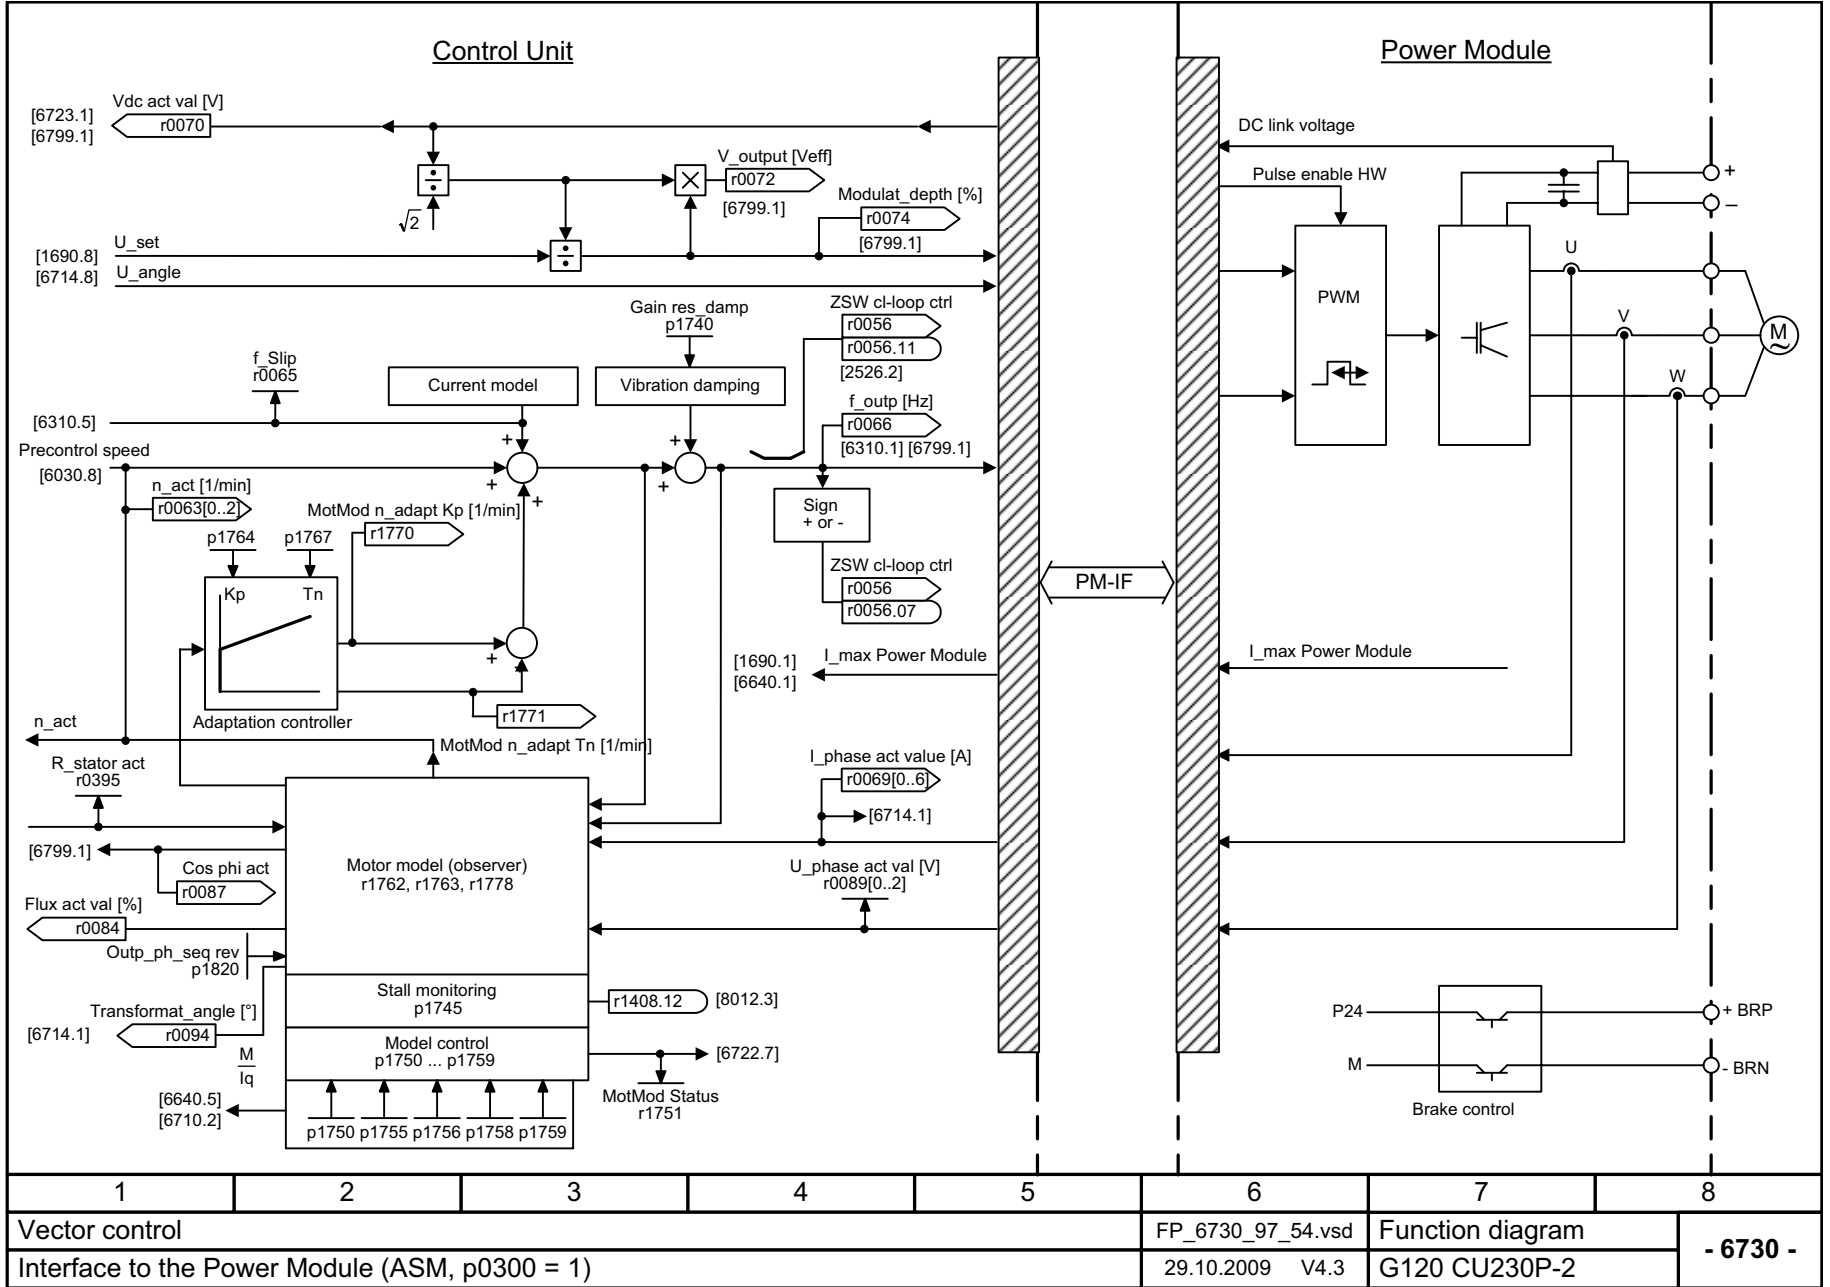 Control Unit
Power Module
Vdc act val [V]
[6723.1]
[6799.1]
r0070
DC link voltage
÷
√2
×
V_output [Veff]
r0072
[6799.1]
Modulat_depth [%]
r0074
[6799.1]
Pulse enable HW
+
–
[1690.8]
U_set
÷
[6714.8]
U_angle
U
V
W
PWM
M
~
Gain res_damp
p1740
ZSW cl-loop ctrl
r0056
r0056.11
[2526.2]
f_Slip
r0065
Current model
Vibration damping
[6310.5]
f_outp [Hz]
r0066
[6310.1] [6799.1]
Precontrol speed
[6030.8]
+
+
+
+
+
n_act [1/min]
r0063[0..2]
MotMod n_adapt Kp [1/min]
r1770
Sign
+ or -
p1764
p1767
Kp
Tn
ZSW cl-loop ctrl
r0056
r0056.07
PM-IF
+
+
Adaptation controller
r1771
MotMod n_adapt Tn [1/min]
[1690.1]
[6640.1]
I_max Power Module
I_max Power Module
n_act
R_stator act
r0395
I_phase act value [A]
r0069[0..6]
[6714.1]
[6799.1]
Cos phi act
r0087
Motor model (observer)
r1762, r1763, r1778
U_phase act val [V]
r0089[0..2]
Flux act val [%]
r0084
Outp_ph_seq rev
p1820
Stall monitoring
p1745
r1408.12
[8012.3]
Transformat_angle [°]
[6714.1]
r0094
Model control
p1750 ... p1759
[6722.7]
MotMod Status
r1751
M
Iq
[6640.5]
[6710.2]
p1750 p1755 p1756 p1758 p1759
P24
+ BRP
M
- BRN
Brake control
1 2 3 4 5 6 7 8
Vector control
FP_6730_97_54.vsd
Function diagram
- 6730 -
Interface to the Power Module (ASM, p0300 = 1)
29.10.2009 V4.3
G120 CU230P-2